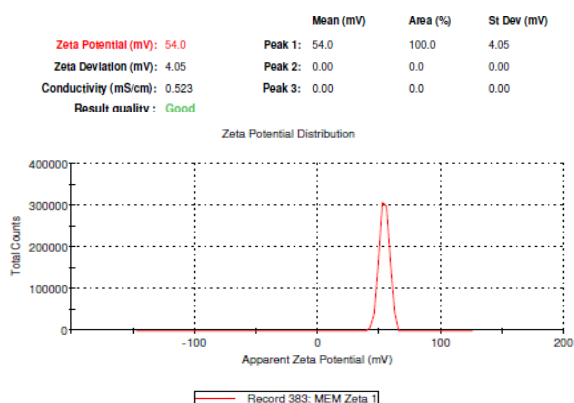 Mean (mV) Area (%) St Dev (mV)
Zeta Potential (mV): 54.0 Peak 1: 54.0 100.0 4.05
Zeta Deviation (mV): 4.05 Peak 2: 0.00 0.0 0.00
Conductivity (mS/cm): 0.523 Peak 3: 0.00 0.0 0.00
Result quality : Good
Zeta Potential Distribution
400000
300000
200000
100000
0
Total Counts
-100 0 100 200
Apparent Zeta Potential (mV)
Record 383: MEM Zeta 1